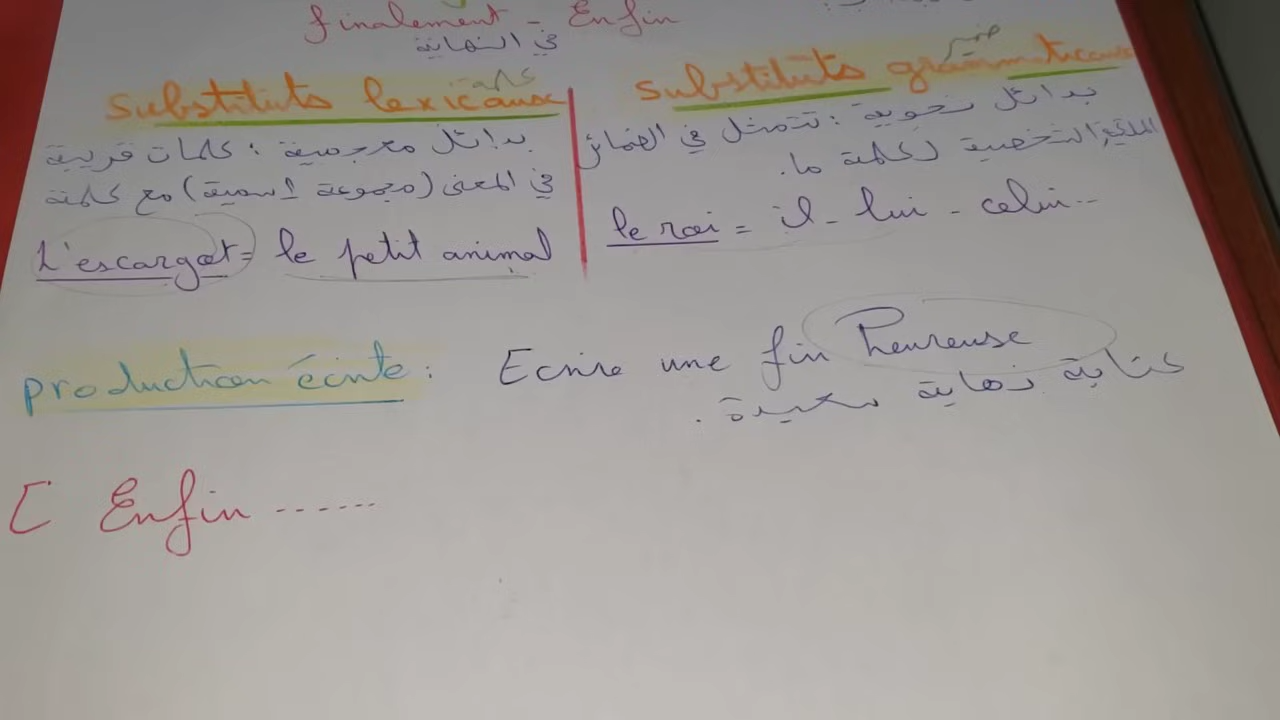 finalement - Enfin
في النهاية
كلمة
substituts lexicaux
بدائل معجمية : كلمات قريبة
في المعنى (مجموعة اسمية) مع كلمة
L'escargot = le petit animal
ضمير
substituts grammaticaux
بدائل نحوية : تتمثل في الضمائر
الشخصية لكلمة ما.
le roi = il - lui - celui...
production écrite : Ecrire une fin heureuse
كتابة نهاية سعيدة.
[ Enfin ......